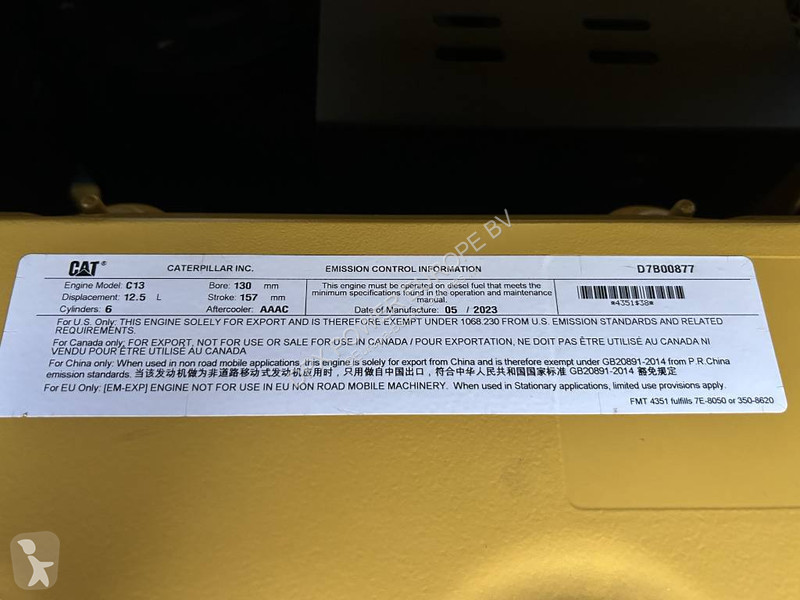 CAT® CATERPILLAR INC. EMISSION CONTROL INFORMATION D7B00877
Engine Model: C13 Bore: 130 mm
Displacement: 12.5 L Stroke: 157 mm
Cylinders: 6 Aftercooler: AAAC
This engine must be operated on diesel fuel that meets the
minimum specifications found in the operation and maintenance
manual.
Date of Manufacture: 05 / 2023
*4351$38*
For U.S. Only: THIS ENGINE SOLELY FOR EXPORT AND IS THEREFORE EXEMPT UNDER 1068.230 FROM U.S. EMISSION STANDARDS AND RELATED
REQUIREMENTS.
For Canada only: FOR EXPORT, NOT FOR USE OR SALE FOR USE IN CANADA / POUR EXPORTATION, NE DOIT PAS ÊTRE UTILISÉ AU CANADA NI
VENDU POUR ÊTRE UTILISÉ AU CANADA
For China only: When used in non road mobile applications, this engine is solely for export from China and is therefore exempt under GB20891-2014 from P.R.China
emission standards. 当该发动机做为非道路移动式发动机应用时，只用做自中国出口，符合中华人民共和国国家标准 GB20891-2014 豁免规定
For EU Only: [EM-EXP] ENGINE NOT FOR USE IN EU NON ROAD MOBILE MACHINERY. When used in Stationary applications, limited use provisions apply.
FMT 4351 fulfills 7E-8050 or 350-8620